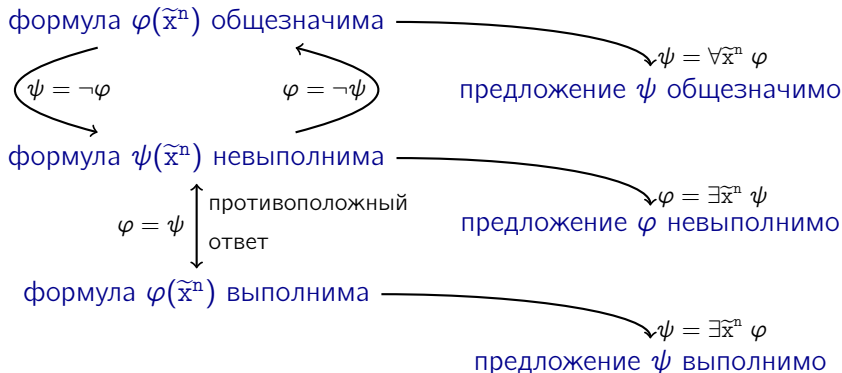 формула φ(x̃ⁿ) общезначима
ψ = ∀x̃ⁿ φ
предложение ψ общезначимо
ψ = ¬φ
φ = ¬ψ
формула ψ(x̃ⁿ) невыполнима
φ = ∃x̃ⁿ ψ
предложение φ невыполнимо
φ = ψ
противоположный
ответ
формула φ(x̃ⁿ) выполнима
ψ = ∃x̃ⁿ φ
предложение ψ выполнимо